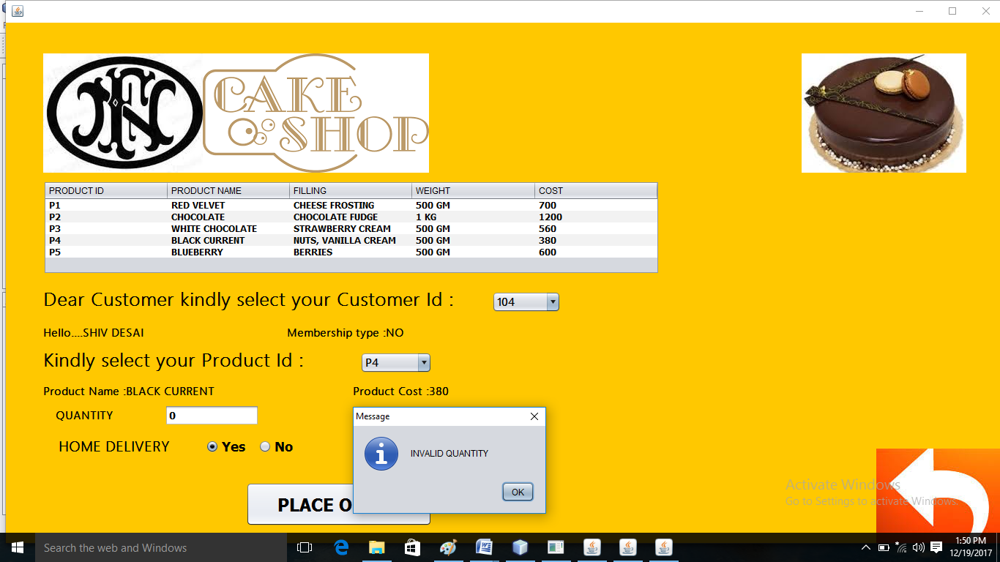 CAKE
SHOP
PRODUCT ID PRODUCT NAME FILLING WEIGHT COST
P1 RED VELVET CHEESE FROSTING 500 GM 700
P2 CHOCOLATE CHOCOLATE FUDGE 1 KG 1200
P3 WHITE CHOCOLATE STRAWBERRY CREAM 500 GM 560
P4 BLACK CURRENT NUTS, VANILLA CREAM 500 GM 380
P5 BLUEBERRY BERRIES 500 GM 600
Dear Customer kindly select your Customer Id : 104
Hello....SHIV DESAI Membership type :NO
Kindly select your Product Id : P4
Product Name :BLACK CURRENT Product Cost :380
QUANTITY 0
Message
HOME DELIVERY Yes No
INVALID QUANTITY
OK
PLACE O
Activate Windows
Go to Settings to activate Windows.
Search the web and Windows
1:50 PM
12/19/2017